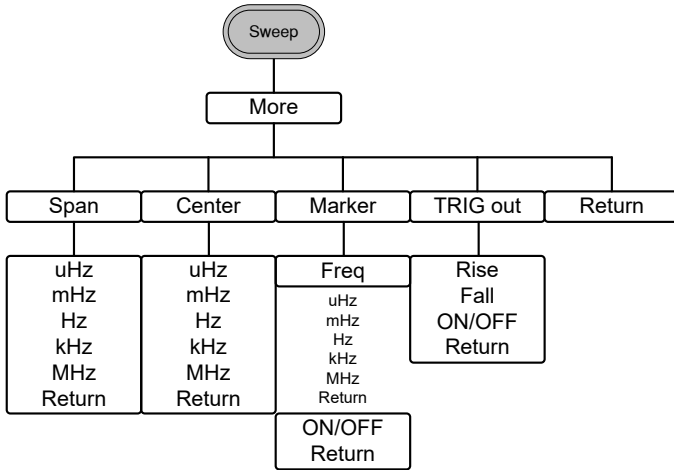 Sweep
More
Span
Center
Marker
TRIG out
Return
uHz
mHz
Hz
kHz
MHz
Return
uHz
mHz
Hz
kHz
MHz
Return
Freq
uHz
mHz
Hz
kHz
MHz
Return
ON/OFF
Return
Rise
Fall
ON/OFF
Return